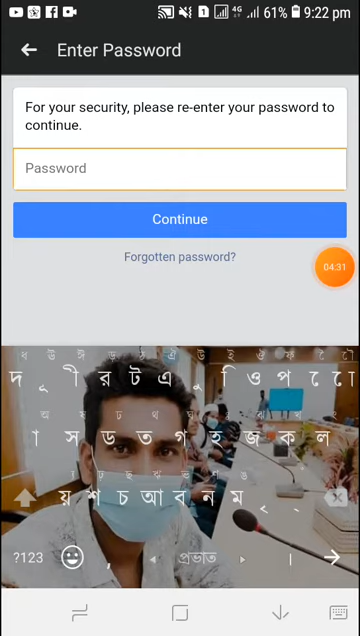 4G 61% 9:22 pm
Enter Password
For your security, please re-enter your password to
continue.
Password
Continue
Forgotten password?
04:31
দ ূ ী র ট এ ু ি ও প ে ো
া স ড ত গ হ জ ক ল
য় শ চ আ ব ন ম ,
?123 , প্রভাত ।